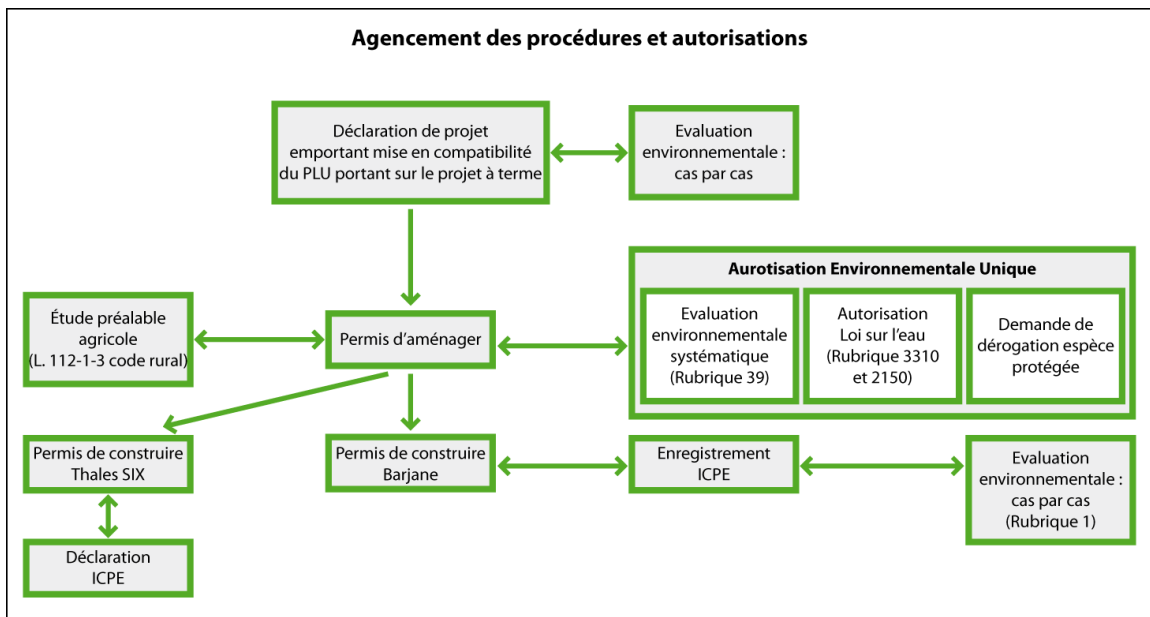 Agencement des procédures et autorisations
Déclaration de projet
emportant mise en compatibilité
du PLU portant sur le projet à terme
Evaluation
environnementale :
cas par cas
Aurotisation Environnementale Unique
Étude préalable
agricole
(L. 112-1-3 code rural)
Permis d'aménager
Evaluation
environnementale
systématique
(Rubrique 39)
Autorisation
Loi sur l'eau
(Rubrique 3310
et 2150)
Demande de
dérogation espèce
protégée
Permis de construire
Thales SIX
Permis de construire
Barjane
Enregistrement
ICPE
Evaluation
environnementale :
cas par cas
(Rubrique 1)
Déclaration
ICPE